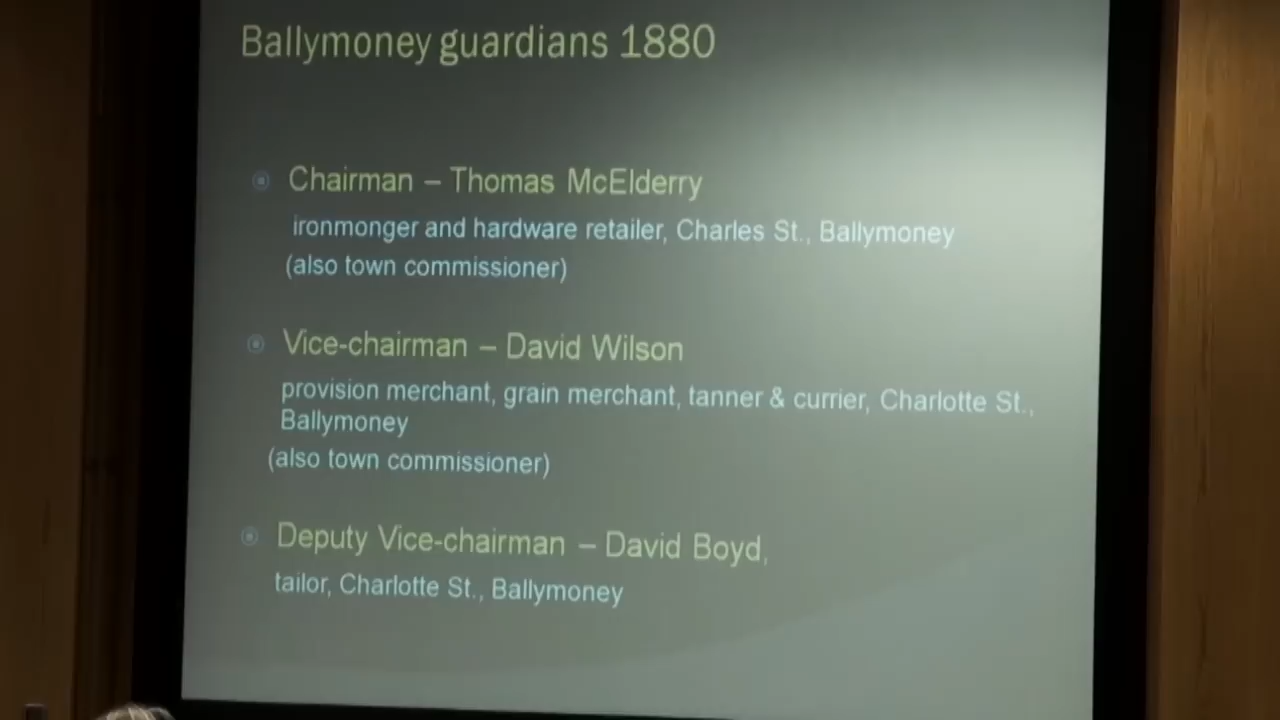 Ballymoney guardians 1880
Chairman – Thomas McElderry
ironmonger and hardware retailer, Charles St., Ballymoney
(also town commissioner)
Vice-chairman – David Wilson
provision merchant, grain merchant, tanner & currier, Charlotte St.,
Ballymoney
(also town commissioner)
Deputy Vice-chairman – David Boyd,
tailor, Charlotte St., Ballymoney